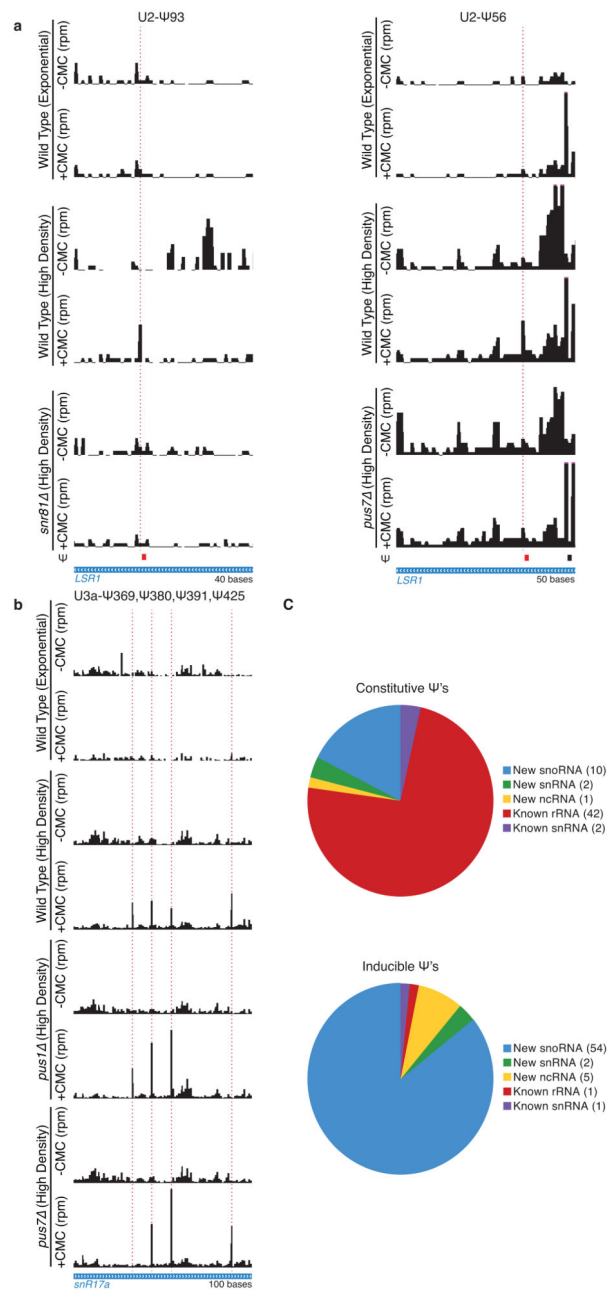 a
U2-Ψ93
Wild Type (Exponential)
-CMC (rpm)
+CMC (rpm)
Wild Type (High Density)
-CMC (rpm)
+CMC (rpm)
snr81Δ (High Density)
-CMC (rpm)
+CMC (rpm)
Ψ
LSR1
40 bases
U2-Ψ56
Wild Type (Exponential)
-CMC (rpm)
+CMC (rpm)
Wild Type (High Density)
-CMC (rpm)
+CMC (rpm)
pus7Δ (High Density)
-CMC (rpm)
+CMC (rpm)
Ψ
LSR1
50 bases
b
U3a-Ψ369,Ψ380,Ψ391,Ψ425
Wild Type (Exponential)
-CMC (rpm)
+CMC (rpm)
Wild Type (High Density)
-CMC (rpm)
+CMC (rpm)
pus1Δ (High Density)
-CMC (rpm)
+CMC (rpm)
pus7Δ (High Density)
-CMC (rpm)
+CMC (rpm)
snR17a
100 bases
C
Constitutive Ψ's
New snoRNA (10)
New snRNA (2)
New ncRNA (1)
Known rRNA (42)
Known snRNA (2)
Inducible Ψ's
New snoRNA (54)
New snRNA (2)
New ncRNA (5)
Known rRNA (1)
Known snRNA (1)